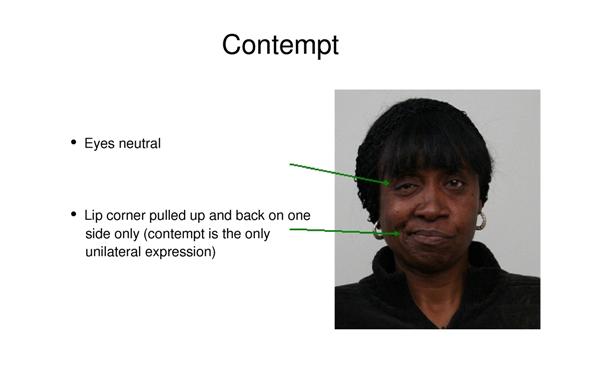 Contempt
• Eyes neutral
• Lip corner pulled up and back on one
side only (contempt is the only
unilateral expression)